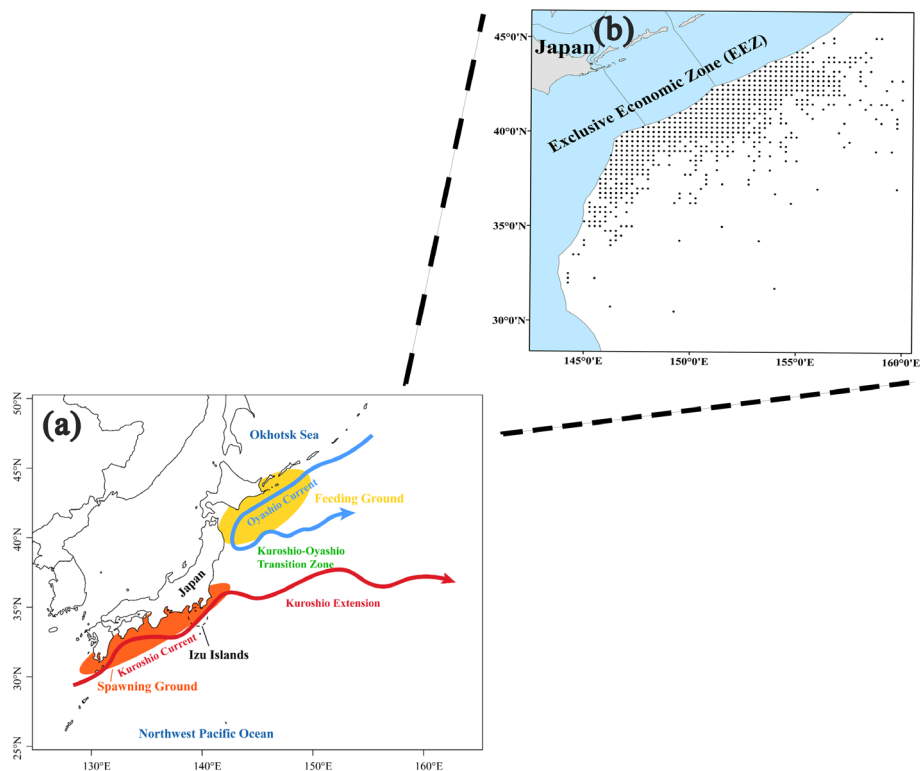 (b)
45°0'N
Japan
Exclusive Economic Zone (EEZ)
40°0'N
35°0'N
30°0'N
145°0'E
150°0'E
155°0'E
160°0'E
(a)
50°N
Okhotsk Sea
45°N
Oyashio Current
Feeding Ground
40°N
Kuroshio-Oyashio
Transition Zone
Japan
35°N
Kuroshio Extension
Kuroshio Current
Izu Islands
30°N
Spawning Ground
Northwest Pacific Ocean
25°N
130°E
140°E
150°E
160°E